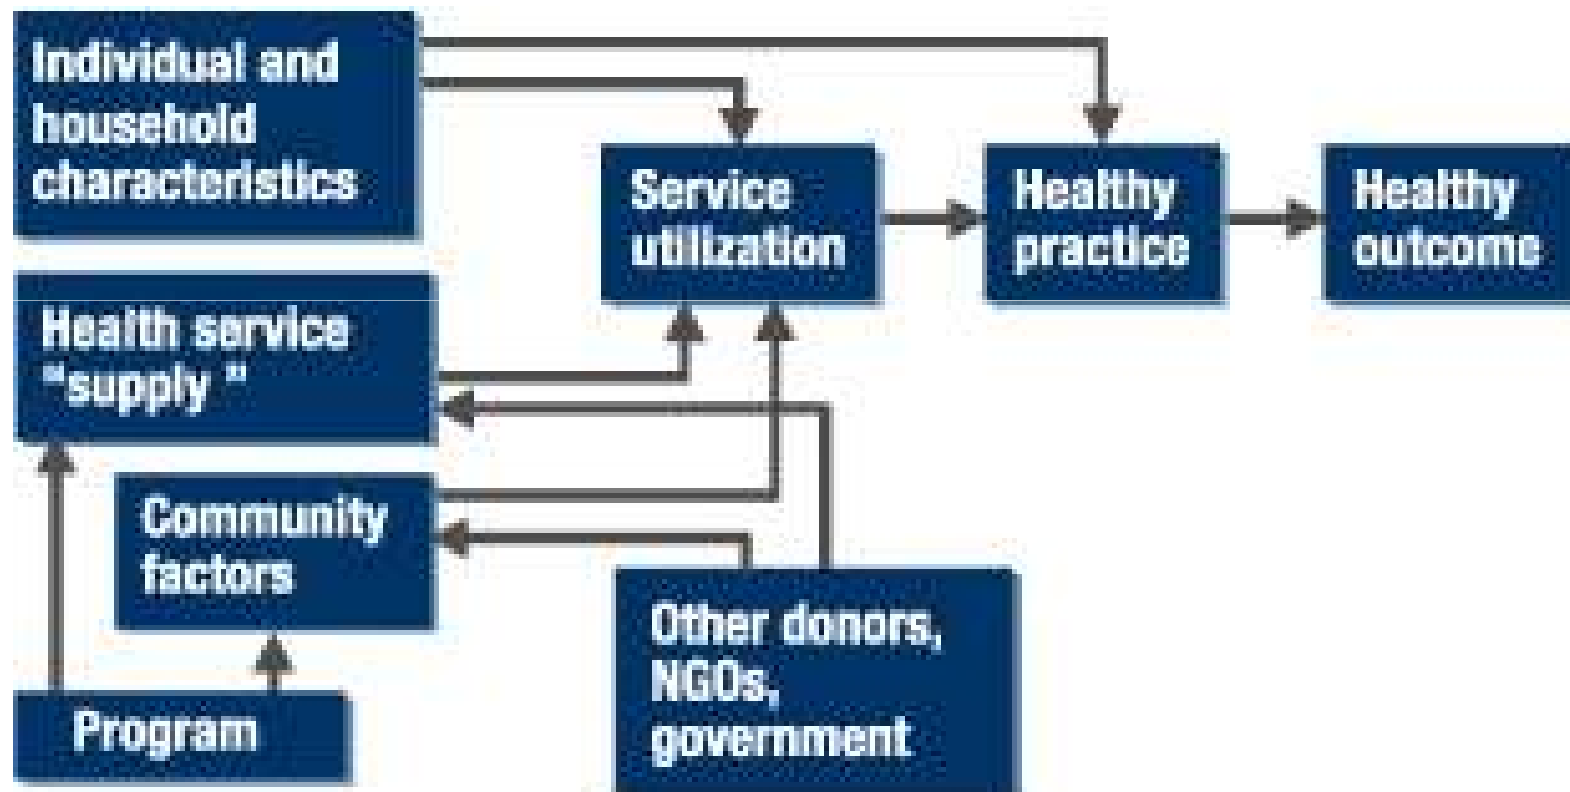 Individual and
household
characteristics
Service
utilization
Healthy
practice
Healthy
outcome
Health service
“supply ”
Community
factors
Other donors,
NGOs,
government
Program